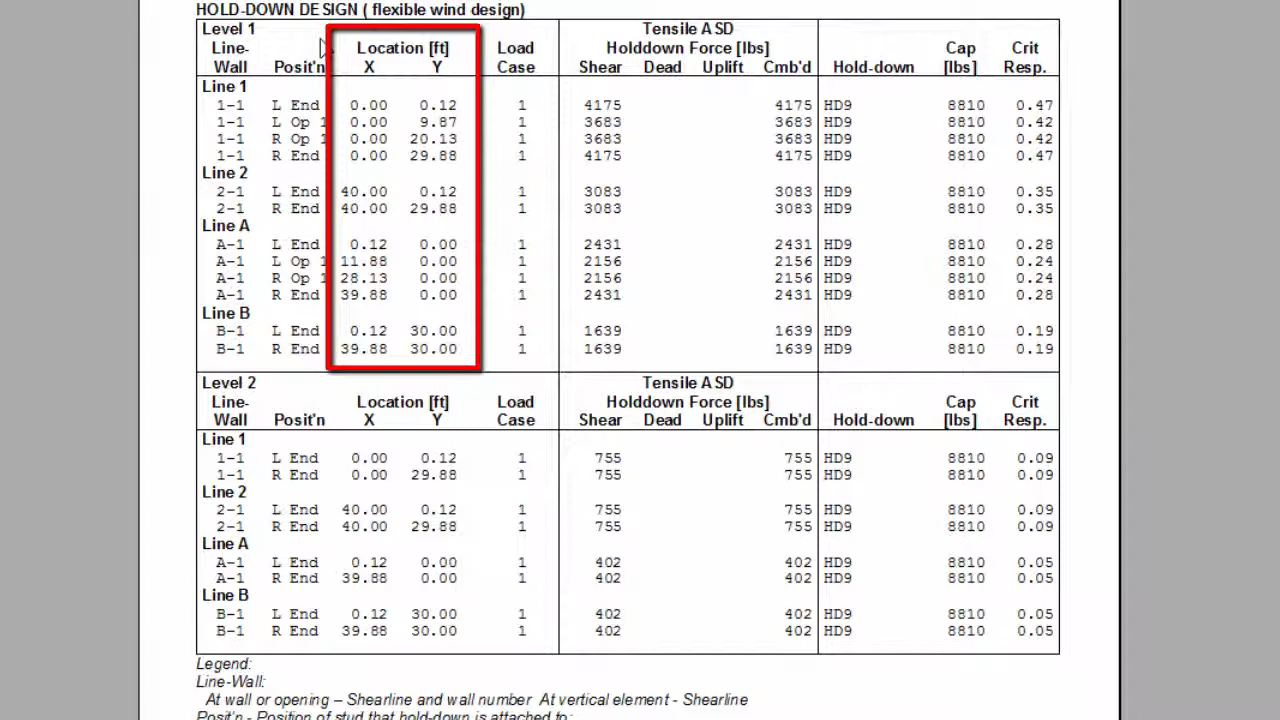 HOLD-DOWN DESIGN ( flexible wind design)
Level 1 Tensile ASD
Line- Location [ft] Load Holddown Force [lbs] Cap Crit
Wall Posit'n X Y Case Shear Dead Uplift Cmb'd Hold-down [lbs] Resp.
Line 1
1-1 L End 0.00 0.12 1 4175 4175 HD9 8810 0.47
1-1 L Op 1 0.00 9.87 1 3683 3683 HD9 8810 0.42
1-1 R Op 1 0.00 20.13 1 3683 3683 HD9 8810 0.42
1-1 R End 0.00 29.88 1 4175 4175 HD9 8810 0.47
Line 2
2-1 L End 40.00 0.12 1 3083 3083 HD9 8810 0.35
2-1 R End 40.00 29.88 1 3083 3083 HD9 8810 0.35
Line A
A-1 L End 0.12 0.00 1 2431 2431 HD9 8810 0.28
A-1 L Op 1 11.88 0.00 1 2156 2156 HD9 8810 0.24
A-1 R Op 1 28.13 0.00 1 2156 2156 HD9 8810 0.24
A-1 R End 39.88 0.00 1 2431 2431 HD9 8810 0.28
Line B
B-1 L End 0.12 30.00 1 1639 1639 HD9 8810 0.19
B-1 R End 39.88 30.00 1 1639 1639 HD9 8810 0.19
Level 2 Tensile ASD
Line- Location [ft] Load Holddown Force [lbs] Cap Crit
Wall Posit'n X Y Case Shear Dead Uplift Cmb'd Hold-down [lbs] Resp.
Line 1
1-1 L End 0.00 0.12 1 755 755 HD9 8810 0.09
1-1 R End 0.00 29.88 1 755 755 HD9 8810 0.09
Line 2
2-1 L End 40.00 0.12 1 755 755 HD9 8810 0.09
2-1 R End 40.00 29.88 1 755 755 HD9 8810 0.09
Line A
A-1 L End 0.12 0.00 1 402 402 HD9 8810 0.05
A-1 R End 39.88 0.00 1 402 402 HD9 8810 0.05
Line B
B-1 L End 0.12 30.00 1 402 402 HD9 8810 0.05
B-1 R End 39.88 30.00 1 402 402 HD9 8810 0.05
Legend:
Line-Wall:
At wall or opening – Shearline and wall number At vertical element - Shearline
Posit'n - Position of stud that hold-down is attached to: